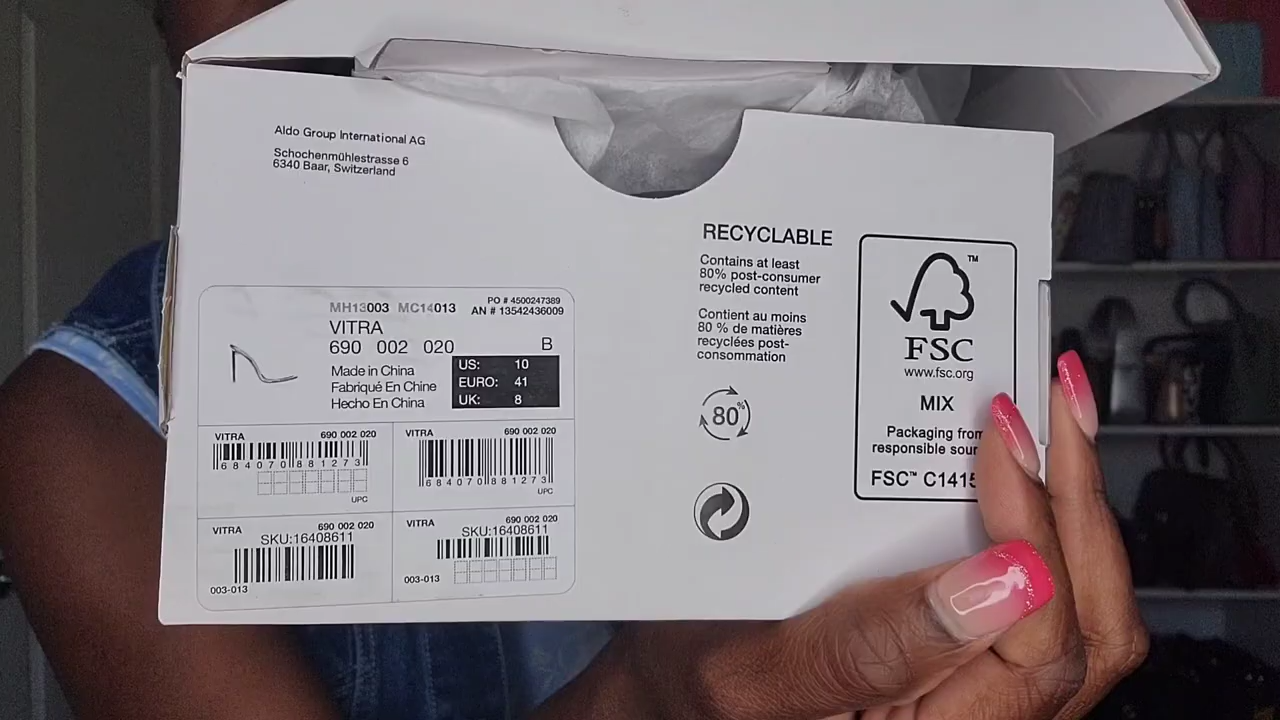 Aldo Group International AG
Schochenmühlestrasse 6
6340 Baar, Switzerland
RECYCLABLE
Contains at least
80% post-consumer
recycled content
Contient au moins
80 % de matières
recyclées post-
consommation
80%
™
FSC
www.fsc.org
MIX
Packaging from
responsible sour
FSC™ C1415
MH13003 MC14013
PO # 4500247389
AN # 13542436009
VITRA
690 002 020 B
Made in China
Fabriqué En Chine
Hecho En China
US: 10
EURO: 41
UK: 8
VITRA 690 002 020
684070881273
UPC
VITRA 690 002 020
684070881273
UPC
VITRA 690 002 020
SKU:16408611
003-013
VITRA 690 002 020
SKU:16408611
003-013